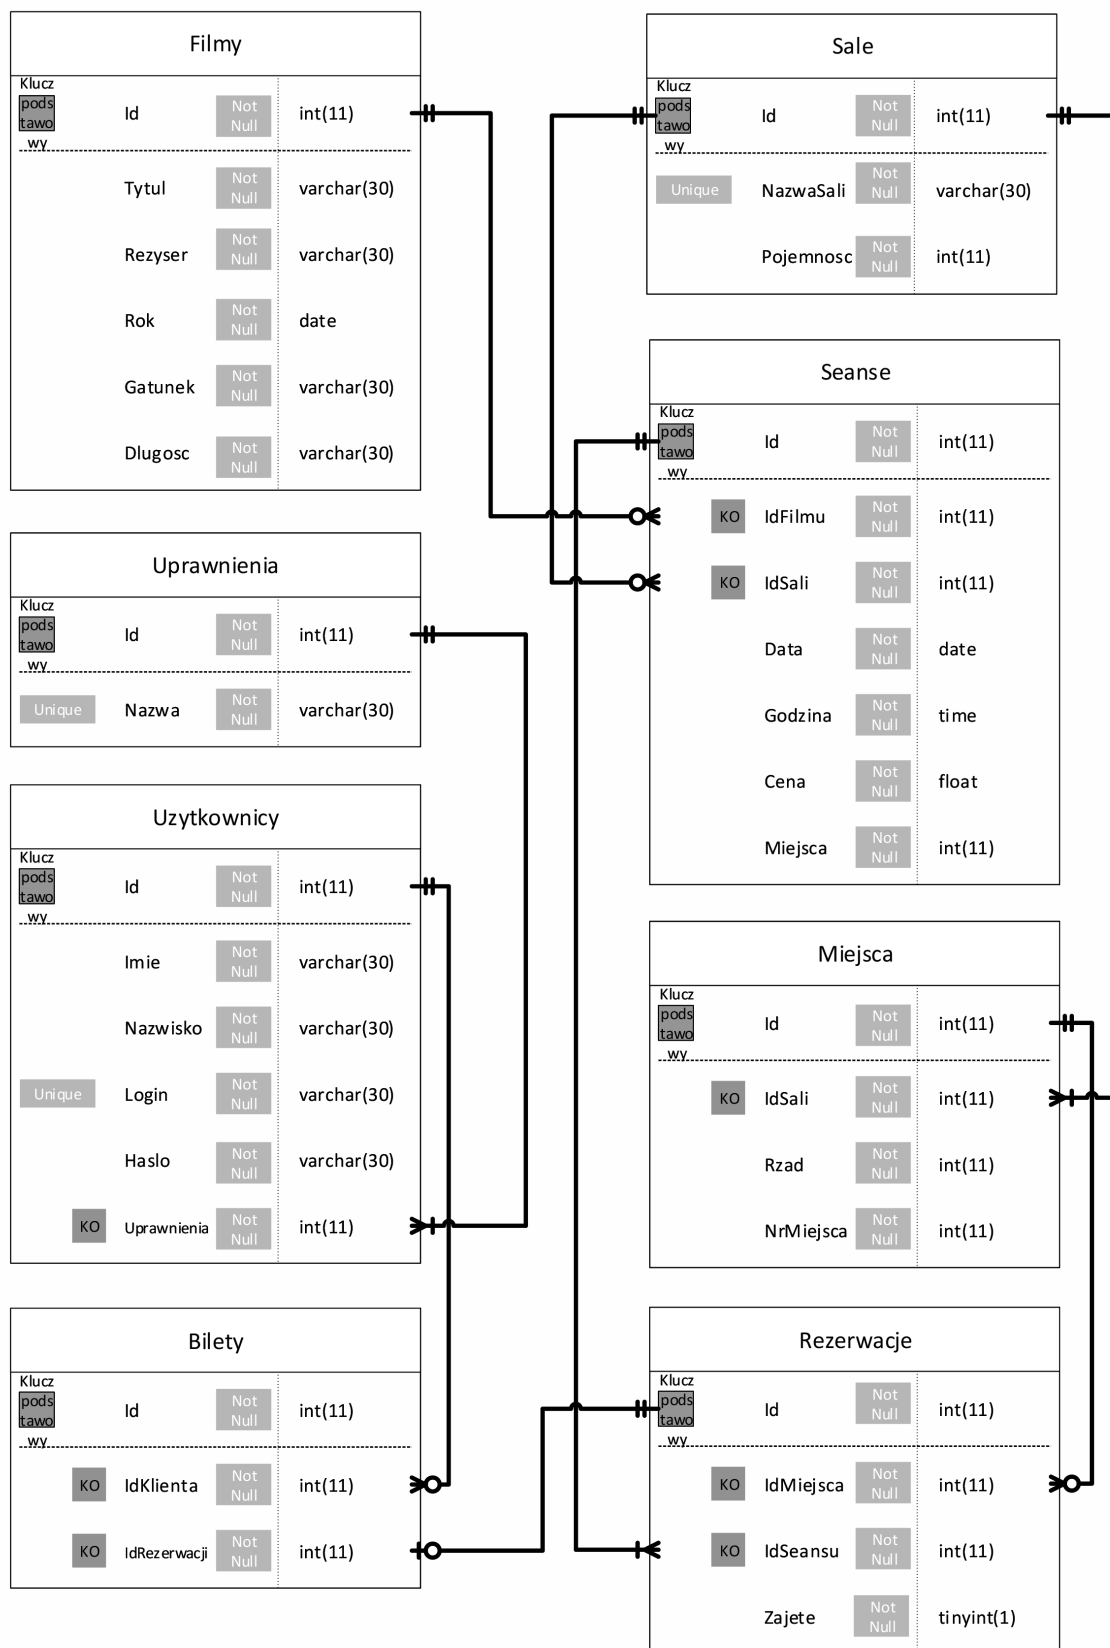 Filmy
Klucz
pods
tawo
wy
Id
Not
Null
int(11)
Tytul
Not
Null
varchar(30)
Rezyser
Not
Null
varchar(30)
Rok
Not
Null
date
Gatunek
Not
Null
varchar(30)
Dlugosc
Not
Null
varchar(30)
Uprawnienia
Klucz
pods
tawo
wy
Id
Not
Null
int(11)
Unique
Nazwa
Not
Null
varchar(30)
Uzytkownicy
Klucz
pods
tawo
wy
Id
Not
Null
int(11)
Imie
Not
Null
varchar(30)
Nazwisko
Not
Null
varchar(30)
Unique
Login
Not
Null
varchar(30)
Haslo
Not
Null
varchar(30)
KO
Uprawnienia
Not
Null
int(11)
Bilety
Klucz
pods
tawo
wy
Id
Not
Null
int(11)
KO
IdKlienta
Not
Null
int(11)
KO
IdRezerwacji
Not
Null
int(11)
Sale
Klucz
pods
tawo
wy
Id
Not
Null
int(11)
Unique
NazwaSali
Not
Null
varchar(30)
Pojemnosc
Not
Null
int(11)
Seanse
Klucz
pods
tawo
wy
Id
Not
Null
int(11)
KO
IdFilmu
Not
Null
int(11)
KO
IdSali
Not
Null
int(11)
Data
Not
Null
date
Godzina
Not
Null
time
Cena
Not
Null
float
Miejsca
Not
Null
int(11)
Miejsca
Klucz
pods
tawo
wy
Id
Not
Null
int(11)
KO
IdSali
Not
Null
int(11)
Rzad
Not
Null
int(11)
NrMiejsca
Not
Null
int(11)
Rezerwacje
Klucz
pods
tawo
wy
Id
Not
Null
int(11)
KO
IdMiejsca
Not
Null
int(11)
KO
IdSeansu
Not
Null
int(11)
Zajete
Not
Null
tinyint(1)